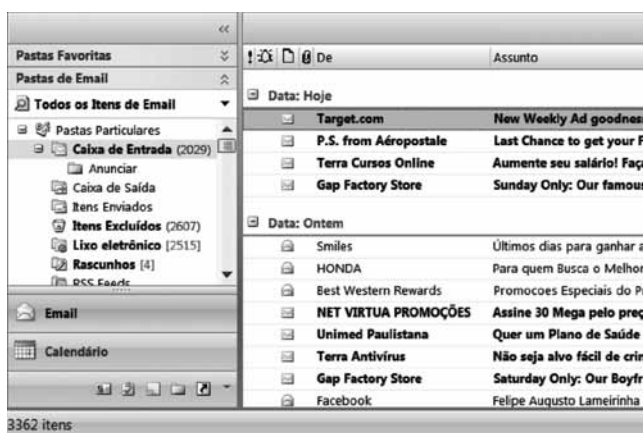 «
Pastas Favoritas
Pastas de Email
Todos os Itens de Email
Pastas Particulares
Caixa de Entrada (2029)
Anunciar
Caixa de Saída
Itens Enviados
Itens Excluídos (2607)
Lixo eletrônico [2515]
Rascunhos [4]
RSS Feeds
Email
Calendário
3362 itens
! De Assunto
Data: Hoje
Target.com New Weekly Ad goodness
P.S. from Aéropostale Last Chance to get your F
Terra Cursos Online Aumente seu salário! Faça
Gap Factory Store Sunday Only: Our famous
Data: Ontem
Smiles Últimos dias para ganhar a
HONDA Para quem Busca o Melhor
Best Western Rewards Promocoes Especiais do P
NET VIRTUA PROMOÇÕES Assine 30 Mega pelo preç
Unimed Paulistana Quer um Plano de Saúde
Terra Antivírus Não seja alvo fácil de crim
Gap Factory Store Saturday Only: Our Boyfr
Facebook Felipe Augusto Lameirinha